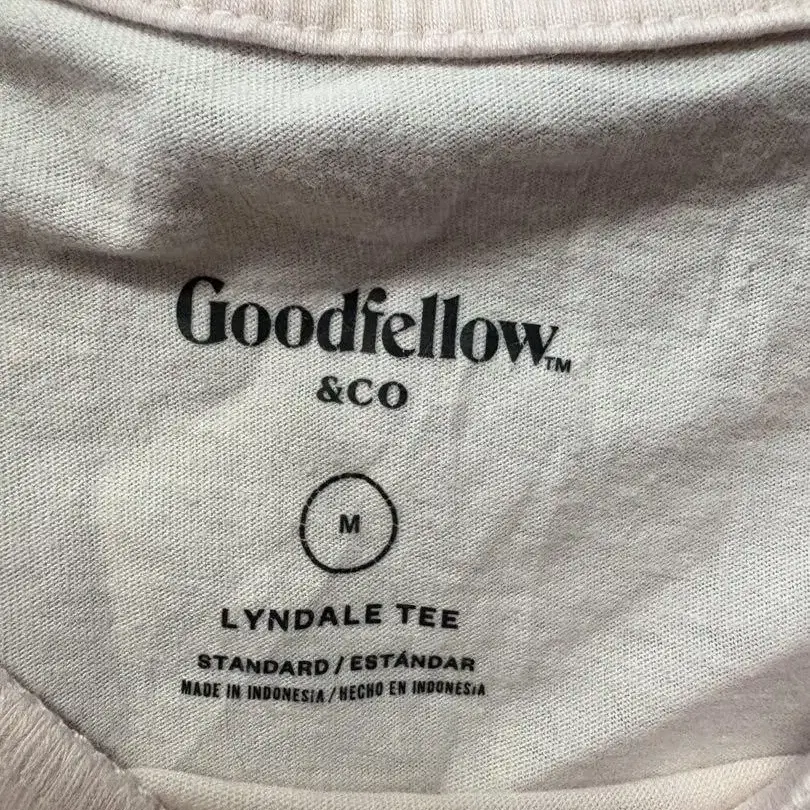 Goodfellow™
&CO
M
LYNDALE TEE
STANDARD / ESTÁNDAR
MADE IN INDONESIA / HECHO EN INDONESIA